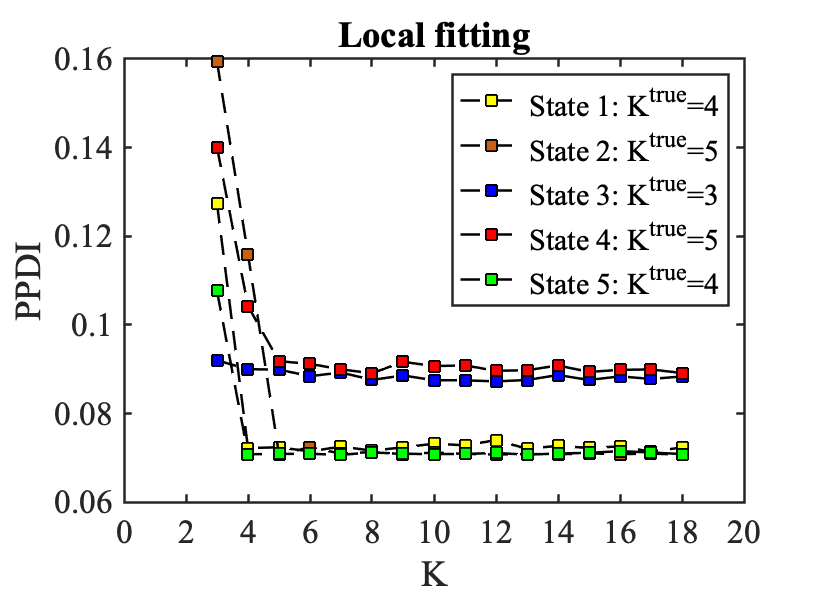 Local fitting
0.16
0.14
0.12
0.1
0.08
0.06
PPDI
State 1: K^true=4
State 2: K^true=5
State 3: K^true=3
State 4: K^true=5
State 5: K^true=4
0 2 4 6 8 10 12 14 16 18 20
K